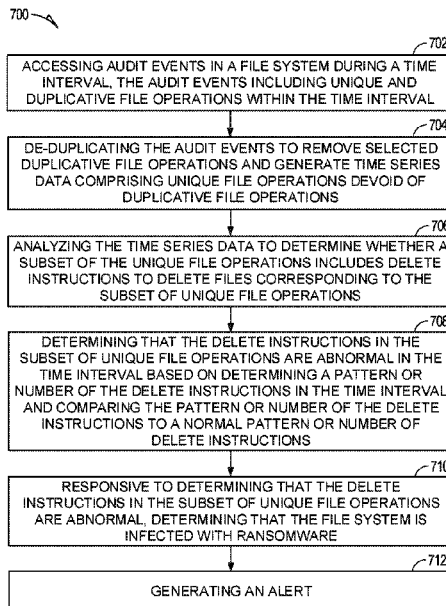 700
702
ACCESSING AUDIT EVENTS IN A FILE SYSTEM DURING A TIME
INTERVAL, THE AUDIT EVENTS INCLUDING UNIQUE AND
DUPLICATIVE FILE OPERATIONS WITHIN THE TIME INTERVAL
704
DE-DUPLICATING THE AUDIT EVENTS TO REMOVE SELECTED
DUPLICATIVE FILE OPERATIONS AND GENERATE TIME SERIES
DATA COMPRISING UNIQUE FILE OPERATIONS DEVOID OF
DUPLICATIVE FILE OPERATIONS
706
ANALYZING THE TIME SERIES DATA TO DETERMINE WHETHER A
SUBSET OF THE UNIQUE FILE OPERATIONS INCLUDES DELETE
INSTRUCTIONS TO DELETE FILES CORRESPONDING TO THE
SUBSET OF UNIQUE FILE OPERATIONS
708
DETERMINING THAT THE DELETE INSTRUCTIONS IN THE
SUBSET OF UNIQUE FILE OPERATIONS ARE ABNORMAL IN THE
TIME INTERVAL BASED ON DETERMINING A PATTERN OR
NUMBER OF THE DELETE INSTRUCTIONS IN THE TIME INTERVAL
AND COMPARING THE PATTERN OR NUMBER OF THE DELETE
INSTRUCTIONS TO A NORMAL PATTERN OR NUMBER OF
DELETE INSTRUCTIONS
710
RESPONSIVE TO DETERMINING THAT THE DELETE
INSTRUCTIONS IN THE SUBSET OF UNIQUE FILE OPERATIONS
ARE ABNORMAL, DETERMINING THAT THE FILE SYSTEM IS
INFECTED WITH RANSOMWARE
712
GENERATING AN ALERT